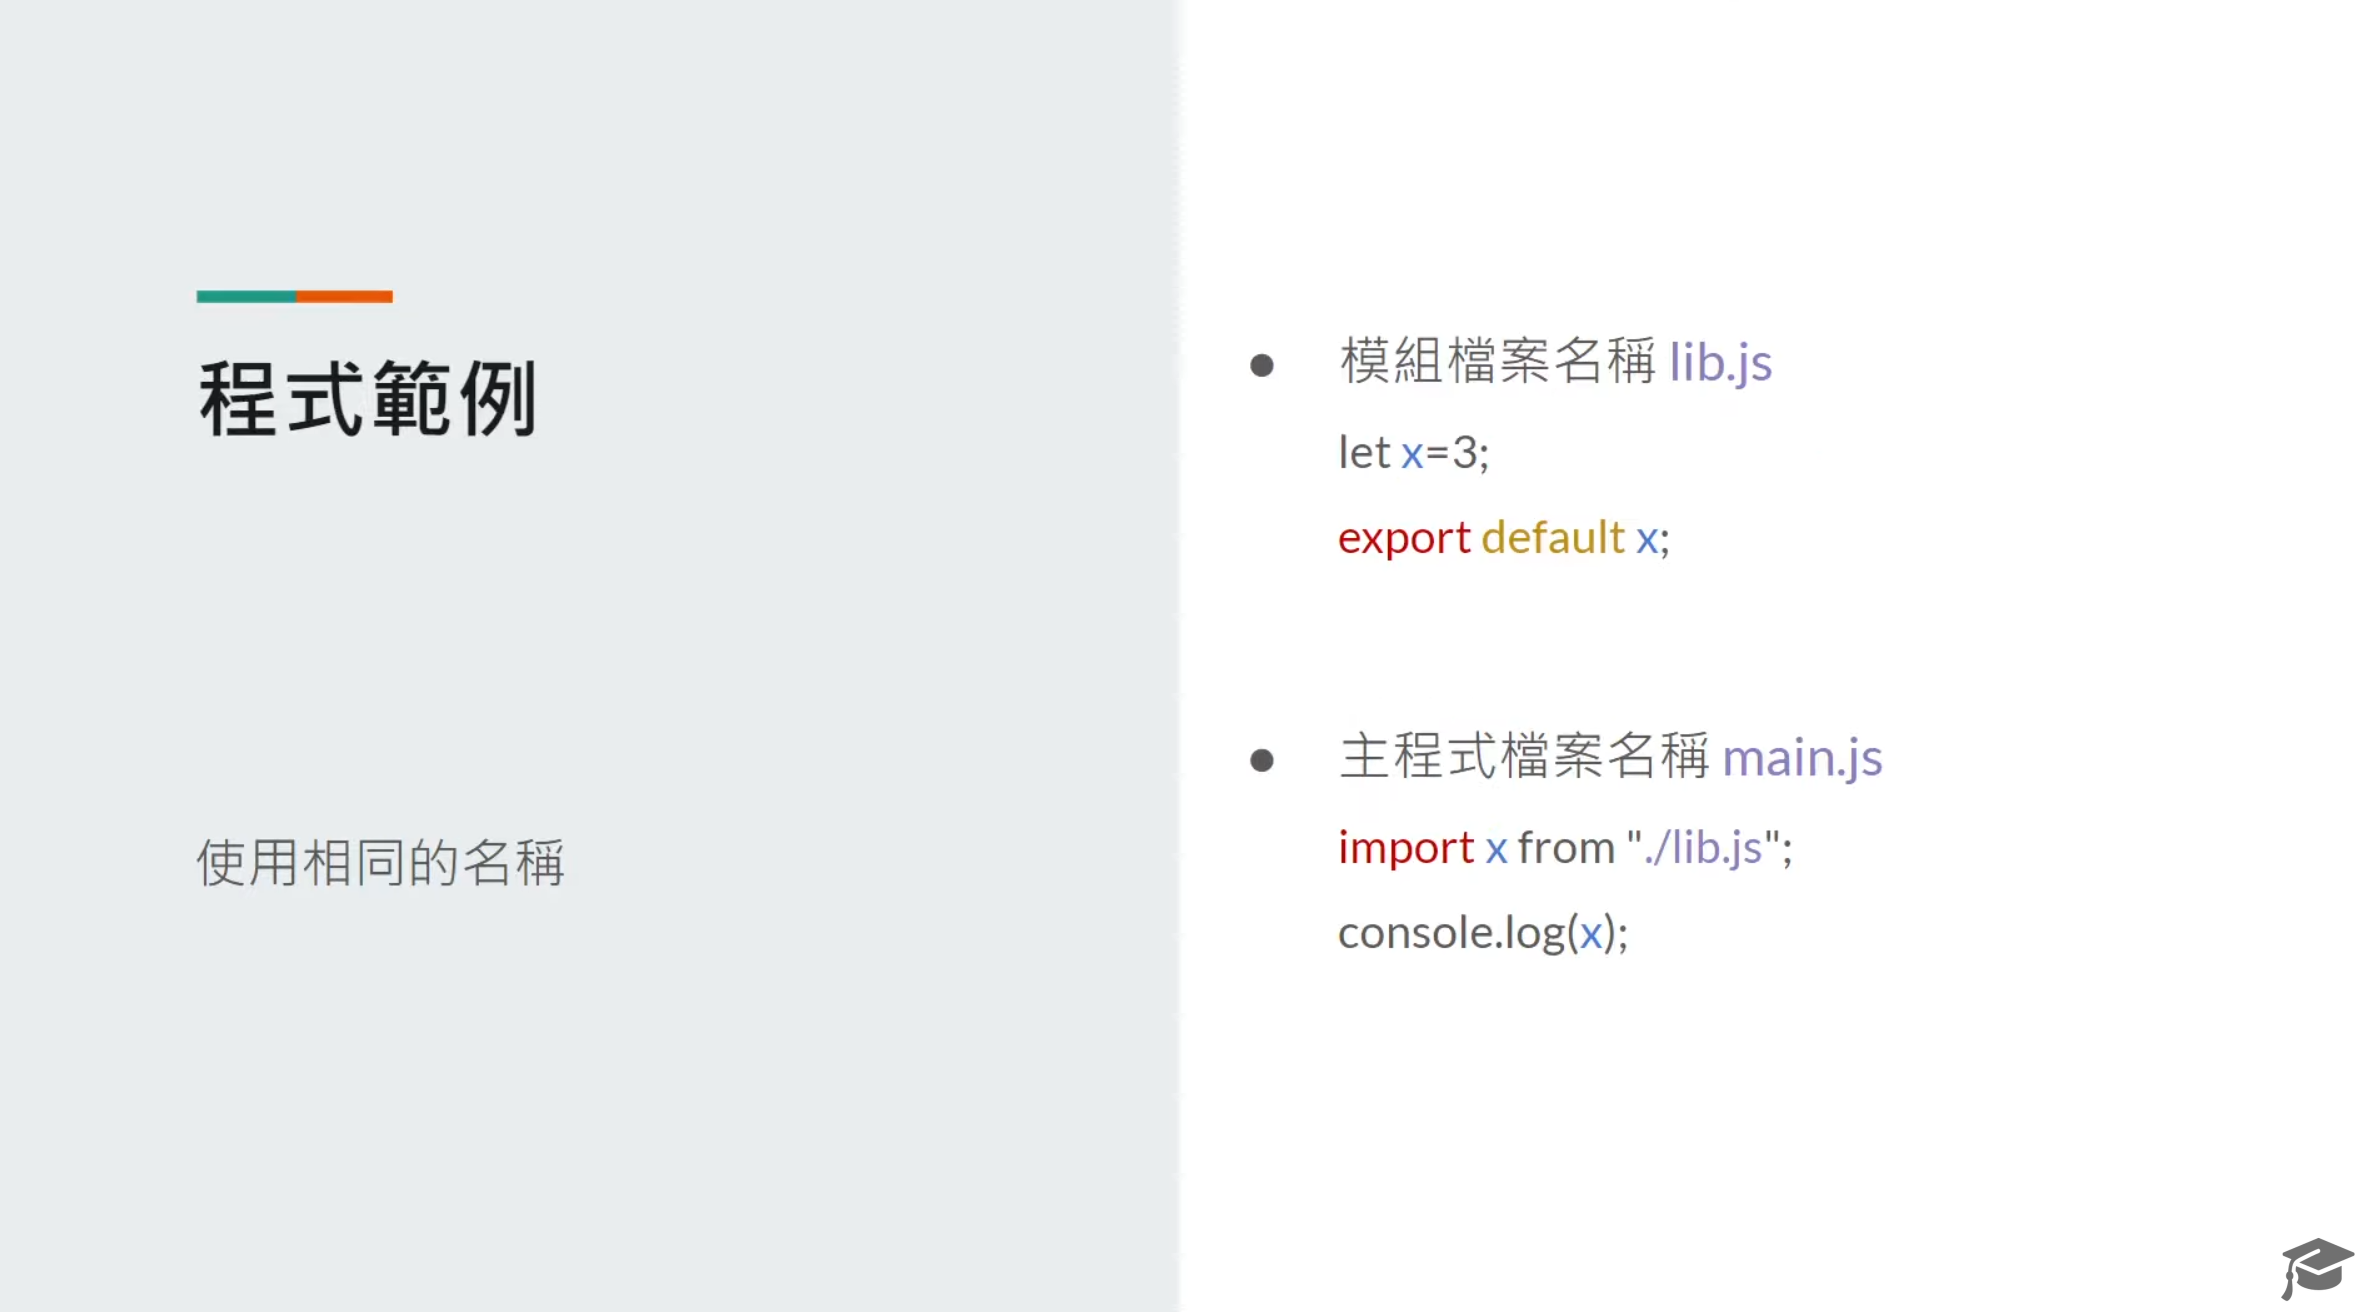 程式範例
使用相同的名稱
● 模組檔案名稱 lib.js
let x=3;
export default x;
● 主程式檔案名稱 main.js
import x from "./lib.js";
console.log(x);